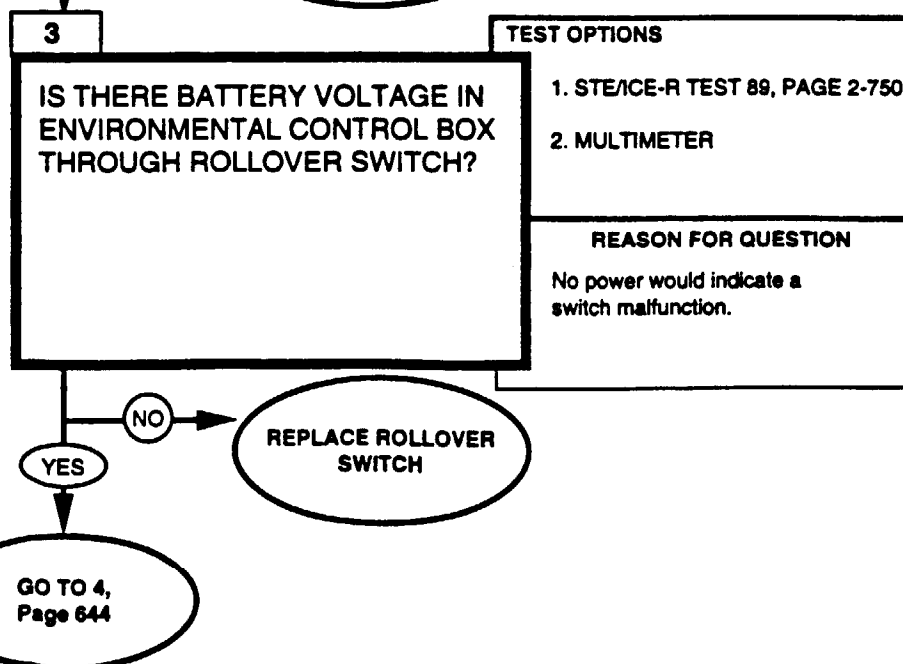 3
IS THERE BATTERY VOLTAGE IN
ENVIRONMENTAL CONTROL BOX
THROUGH ROLLOVER SWITCH?
TEST OPTIONS
1. STE/ICE-R TEST 89, PAGE 2-750
2. MULTIMETER
REASON FOR QUESTION
No power would indicate a
switch malfunction.
NO
REPLACE ROLLOVER
SWITCH
YES
GO TO 4,
Page 644